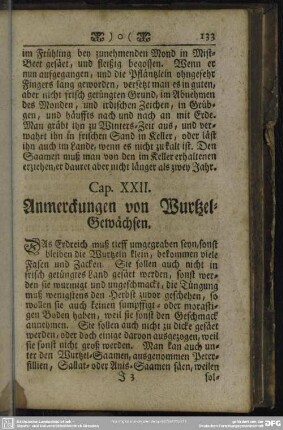 )o( 133
im Frühling bey zunehmenden Mond in Mist-
Beet gesäet, und fleißig begossen. Wenn er
nun aufgegangen, und die Pfläntzlein ohngefehr
Fingers lang worden, versetzt man es in guten,
aber nicht frisch getüngten Grund, im Abnehmen
des Monden, und irdischen Zeichen, in Grüb-
gen, und häuffts nach und nach an mit Erde.
Man gräbt ihn zu Winters-Zeit aus, und ver-
wahret ihn in frischen Sand im Keller, oder läst
ihn auch im Lande, wenn es nicht zu kalt ist. Den
Saamen muß man von den im Keller erhaltenen
erziehen, er dauret aber nicht länger als zwey Jahr.
Cap. XXII.
Anmerckungen von Wurtzel-
Gewächsen.
DAs Erdreich muß tieff umgegraben seyn, sonst
bleiben die Wurtzeln klein, bekommen viele
Fasen und Zacken. Sie sollen auch nicht in
frisch getüngtes Land gesäet werden, sonst wer-
den sie wurmigt und ungeschmackt, die Düngung
muß wenigstens den Herbst zuvor geschehen, so
wollen sie auch keinen sumpffigt- oder morasti-
gen Boden haben, weil sie sonst den Geschmack
annehmen. Sie sollen auch nicht zu dicke gesäet
werden, oder doch einige darvon ausgezogen, weil
sie sonst nicht groß werden. Man kan auch un-
ter den Wurtzel-Saamen, ausgenommen Peter-
sillien, Sallat- oder Anis-Saamen säen, weilen
J 3 sol-
DFG